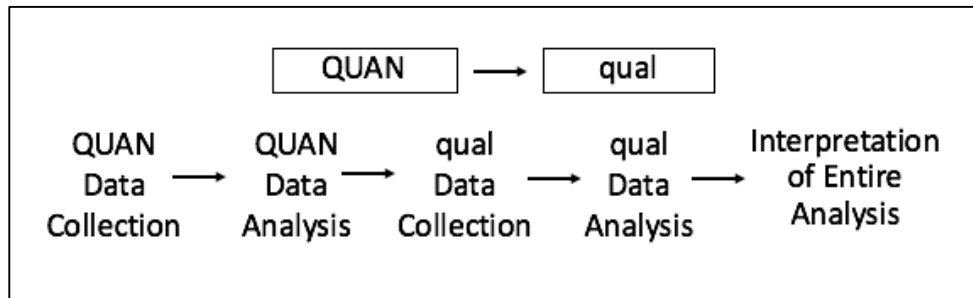 QUAN
qual
QUAN
Data
Collection
QUAN
Data
Analysis
qual
Data
Collection
qual
Data
Analysis
Interpretation
of Entire
Analysis